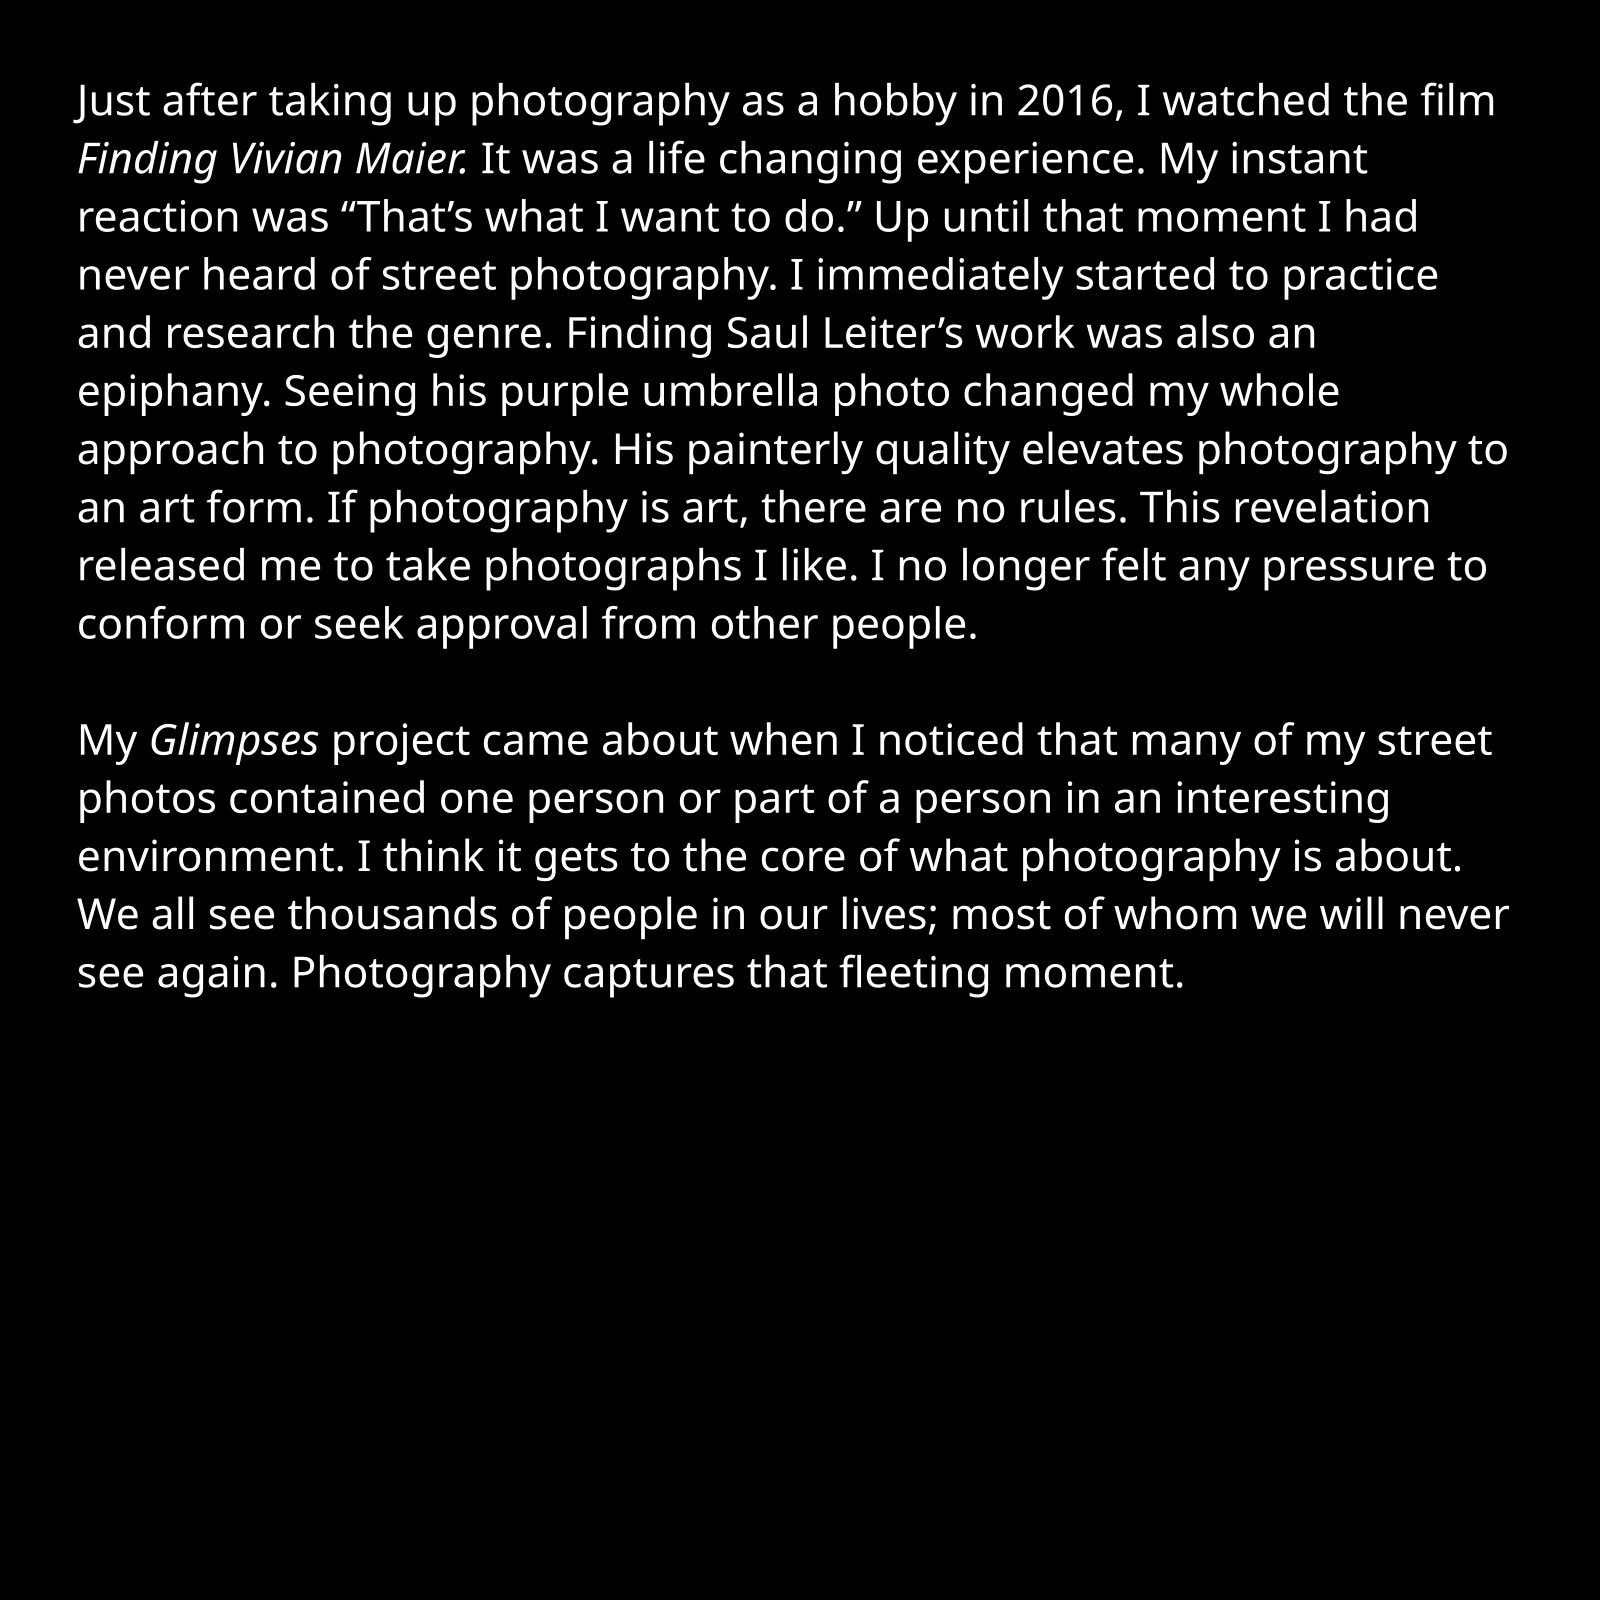 Just after taking up photography as a hobby in 2016, I watched the film
Finding Vivian Maier. It was a life changing experience. My instant
reaction was “That’s what I want to do.” Up until that moment I had
never heard of street photography. I immediately started to practice
and research the genre. Finding Saul Leiter’s work was also an
epiphany. Seeing his purple umbrella photo changed my whole
approach to photography. His painterly quality elevates photography to
an art form. If photography is art, there are no rules. This revelation
released me to take photographs I like. I no longer felt any pressure to
conform or seek approval from other people.

My Glimpses project came about when I noticed that many of my street
photos contained one person or part of a person in an interesting
environment. I think it gets to the core of what photography is about.
We all see thousands of people in our lives; most of whom we will never
see again. Photography captures that fleeting moment.